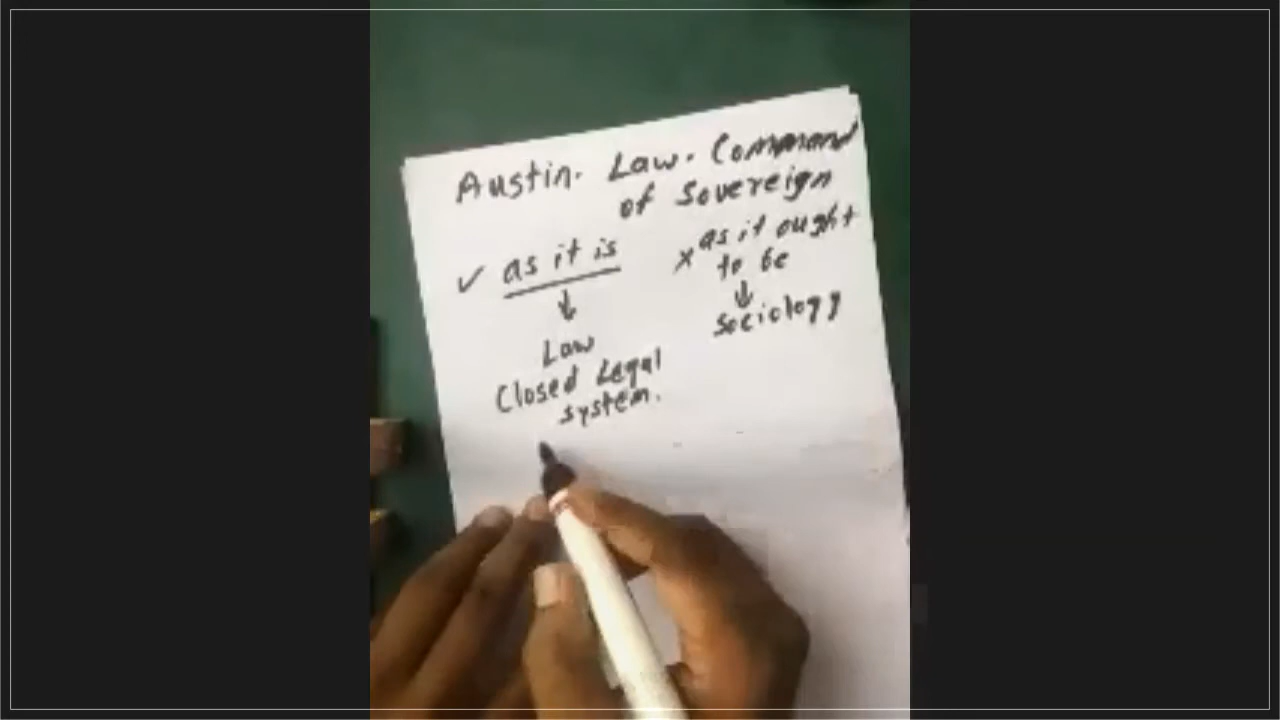 Austin. Law. Command
of Sovereign
✓ as it is
x as it ought
to be
↓
↓
Sociology
Law
Closed Legal
system.